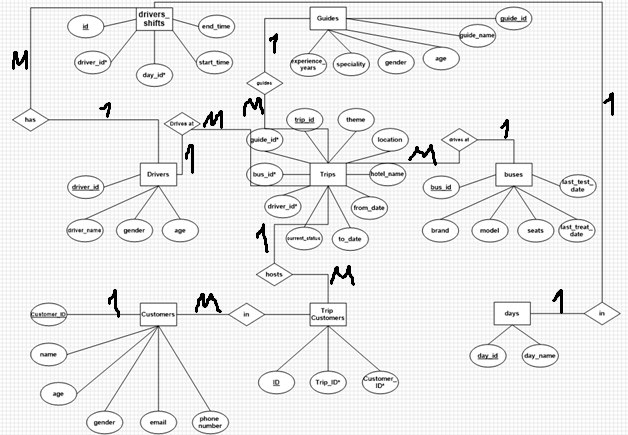 drivers_
shifts
id
end_time
driver_id*
day_id*
start_time
Guides
guide_id
guide_name
experience_
years
speciality
gender
age
M
1
1
has
1
Drives at
M
1
guides
M
trip_id
theme
guide_id*
location
bus_id*
Trips
hotel_name
driver_id*
from_date
current_status
to_date
M
drives at
1
buses
bus_id
last_test_
date
brand
model
seats
last_treat_
date
Drivers
driver_id
driver_name
gender
age
1
hosts
M
Customer_ID
1
Customers
M
in
Trip
Customers
name
age
gender
email
phone
number
ID
Trip_ID*
Customer_
ID*
days
1
in
day_id
day_name